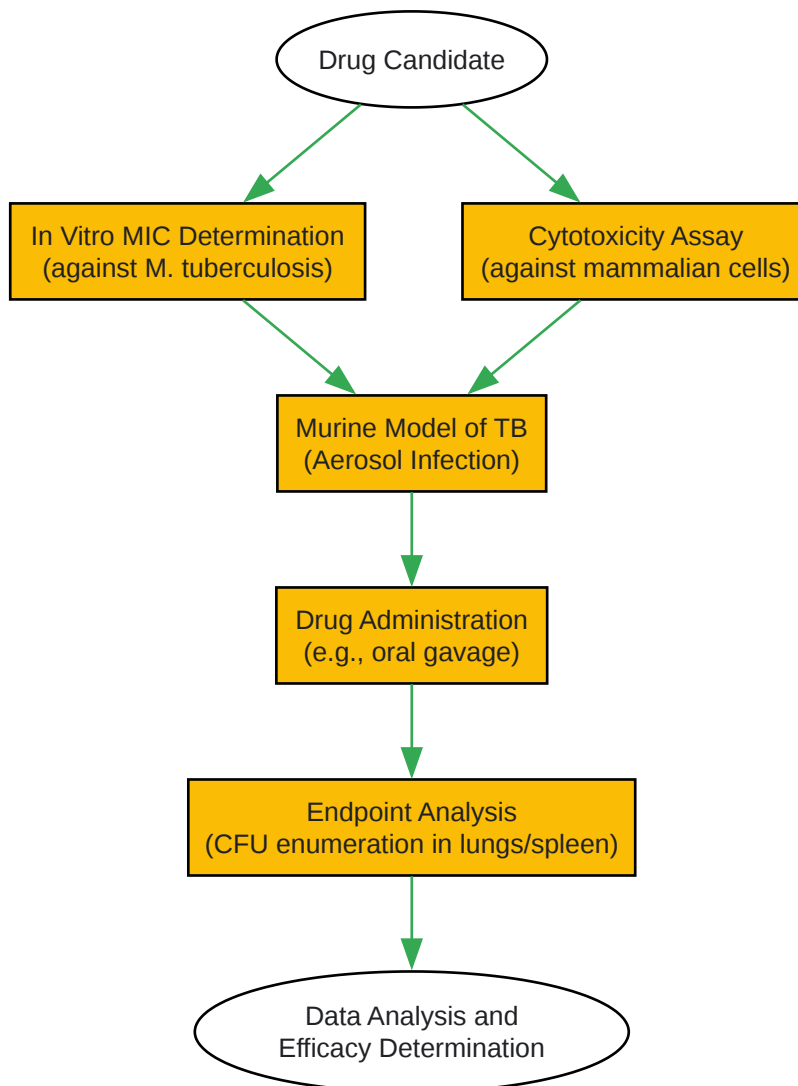 Drug Candidate
In Vitro MIC Determination
(against M. tuberculosis)
Cytotoxicity Assay
(against mammalian cells)
Murine Model of TB
(Aerosol Infection)
Drug Administration
(e.g., oral gavage)
Endpoint Analysis
(CFU enumeration in lungs/spleen)
Data Analysis and
Efficacy Determination